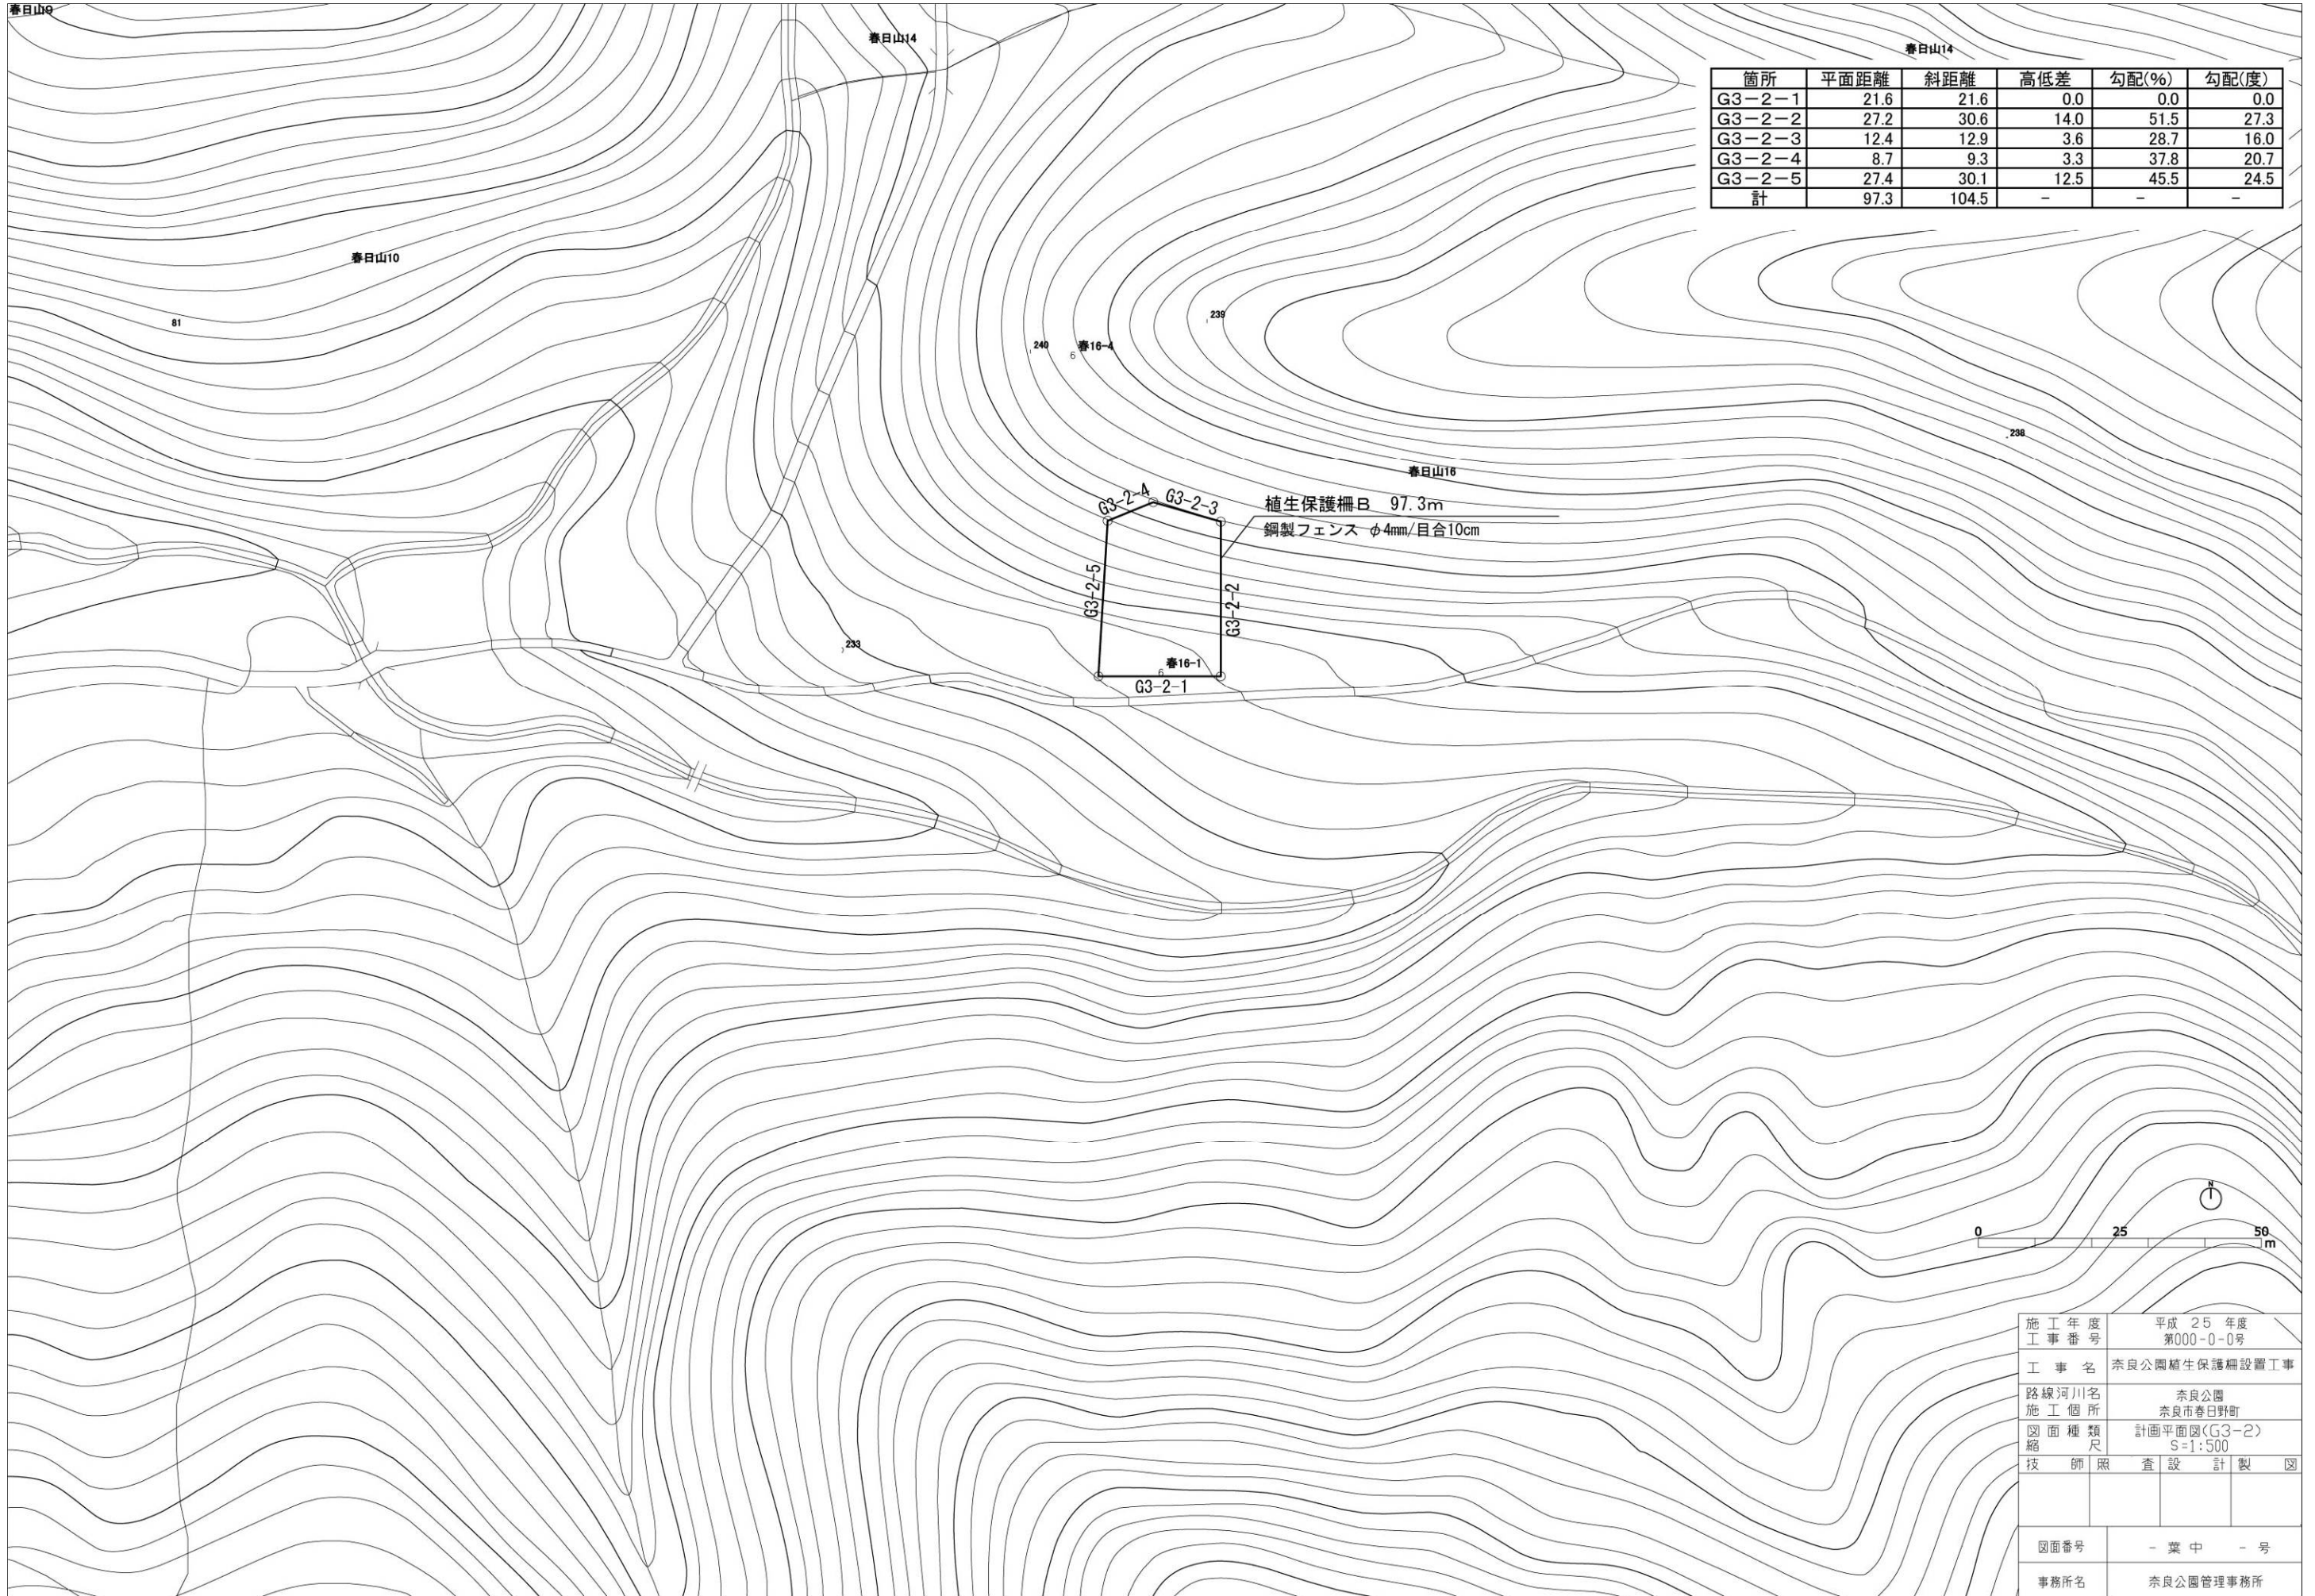 春日山9
春日山14
春日山14
箇所 平面距離 斜距離 高低差 勾配(%) 勾配(度)
G3-2-1 21.6 21.6 0.0 0.0 0.0
G3-2-2 27.2 30.6 14.0 51.5 27.3
G3-2-3 12.4 12.9 3.6 28.7 16.0
G3-2-4 8.7 9.3 3.3 37.8 20.7
G3-2-5 27.4 30.1 12.5 45.5 24.5
計 97.3 104.5 - - -
春日山10
81
239
240
6 春16-4
238
春日山16
G3-2-4
G3-2-3
植生保護柵B 97.3m
鋼製フェンス φ4mm/目合10cm
G3-2-5
G3-2-2
233
春16-1
6
G3-2-1
N
0 25 50
m
施工年度 平成 25 年度
工事番号 第000-0-0号
工事名 奈良公園植生保護柵設置工事
路線河川名 奈良公園
施工個所 奈良市春日野町
図面種類 計画平面図(G3-2)
縮尺 S=1:500
技師 照査 設計 製図
図面番号 - 葉中 - 号
事務所名 奈良公園管理事務所